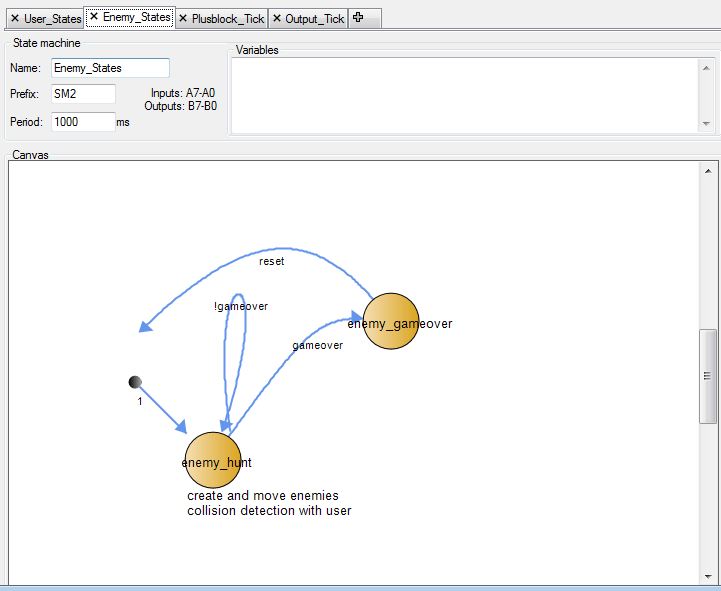 User_States Enemy_States Plusblock_Tick Output_Tick
State machine
Variables
Name: Enemy_States
Prefix: SM2
Inputs: A7-A0
Outputs: B7-B0
Period: 1000 ms
Canvas
reset
!gameover
enemy_gameover
gameover
1
enemy_hunt
create and move enemies
collision detection with user